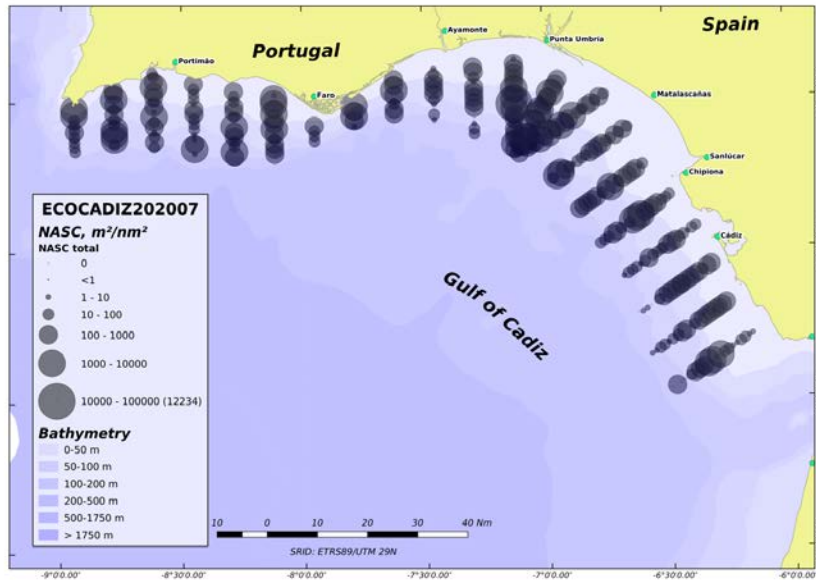 Spain
Ayamonte
Punta Umbría
Portugal
Portimão
Faro
Matalascañas
Sanlúcar
Chipiona
Cádiz
Gulf of Cadiz
ECOCADIZ202007
NASC, m²/nm²
NASC total
0
<1
1 - 10
10 - 100
100 - 1000
1000 - 10000
10000 - 100000 (12234)
Bathymetry
0-50 m
50-100 m
100-200 m
200-500 m
500-1750 m
> 1750 m
10 0 10 20 30 40 Nm
SRID: ETRS89/UTM 29N
-9°0'0.00" -8°30'0.00" -8°0'0.00" -7°30'0.00" -7°0'0.00" -6°30'0.00" -6°0'0.00"